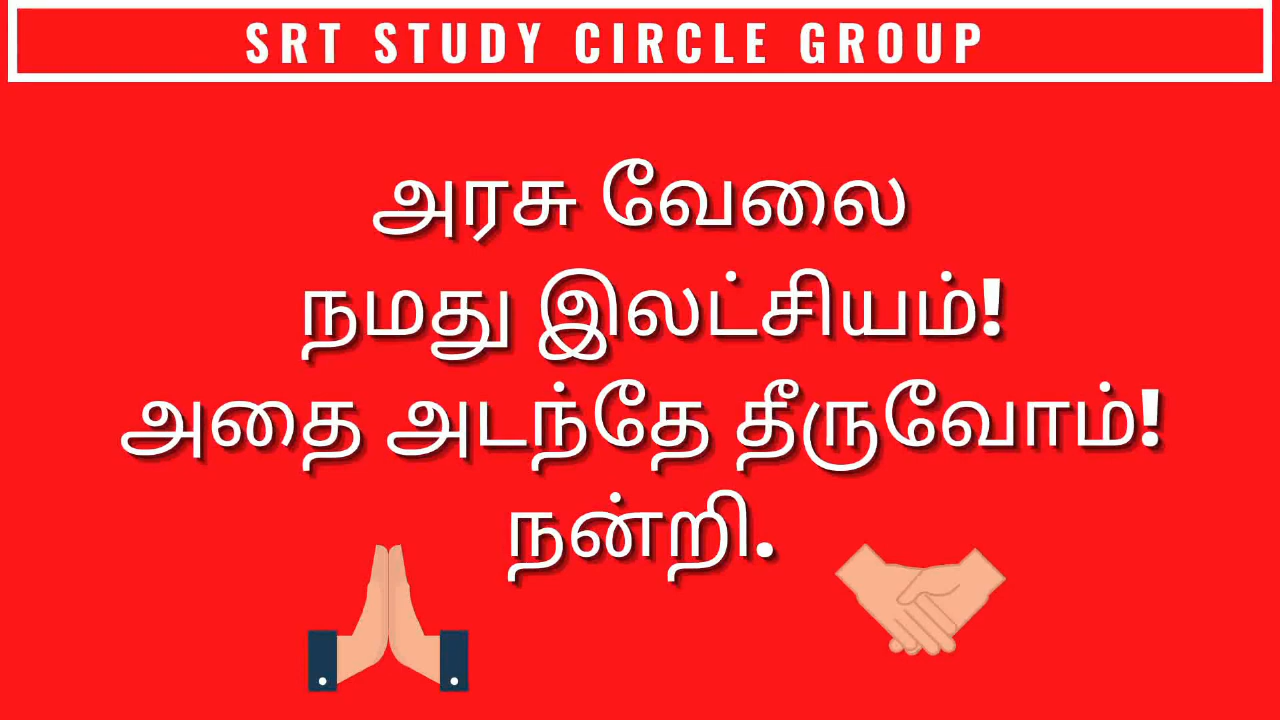 SRT STUDY CIRCLE GROUP
அரசு வேலை
நமது இலட்சியம்!
அதை அடந்தே தீருவோம்!
நன்றி.